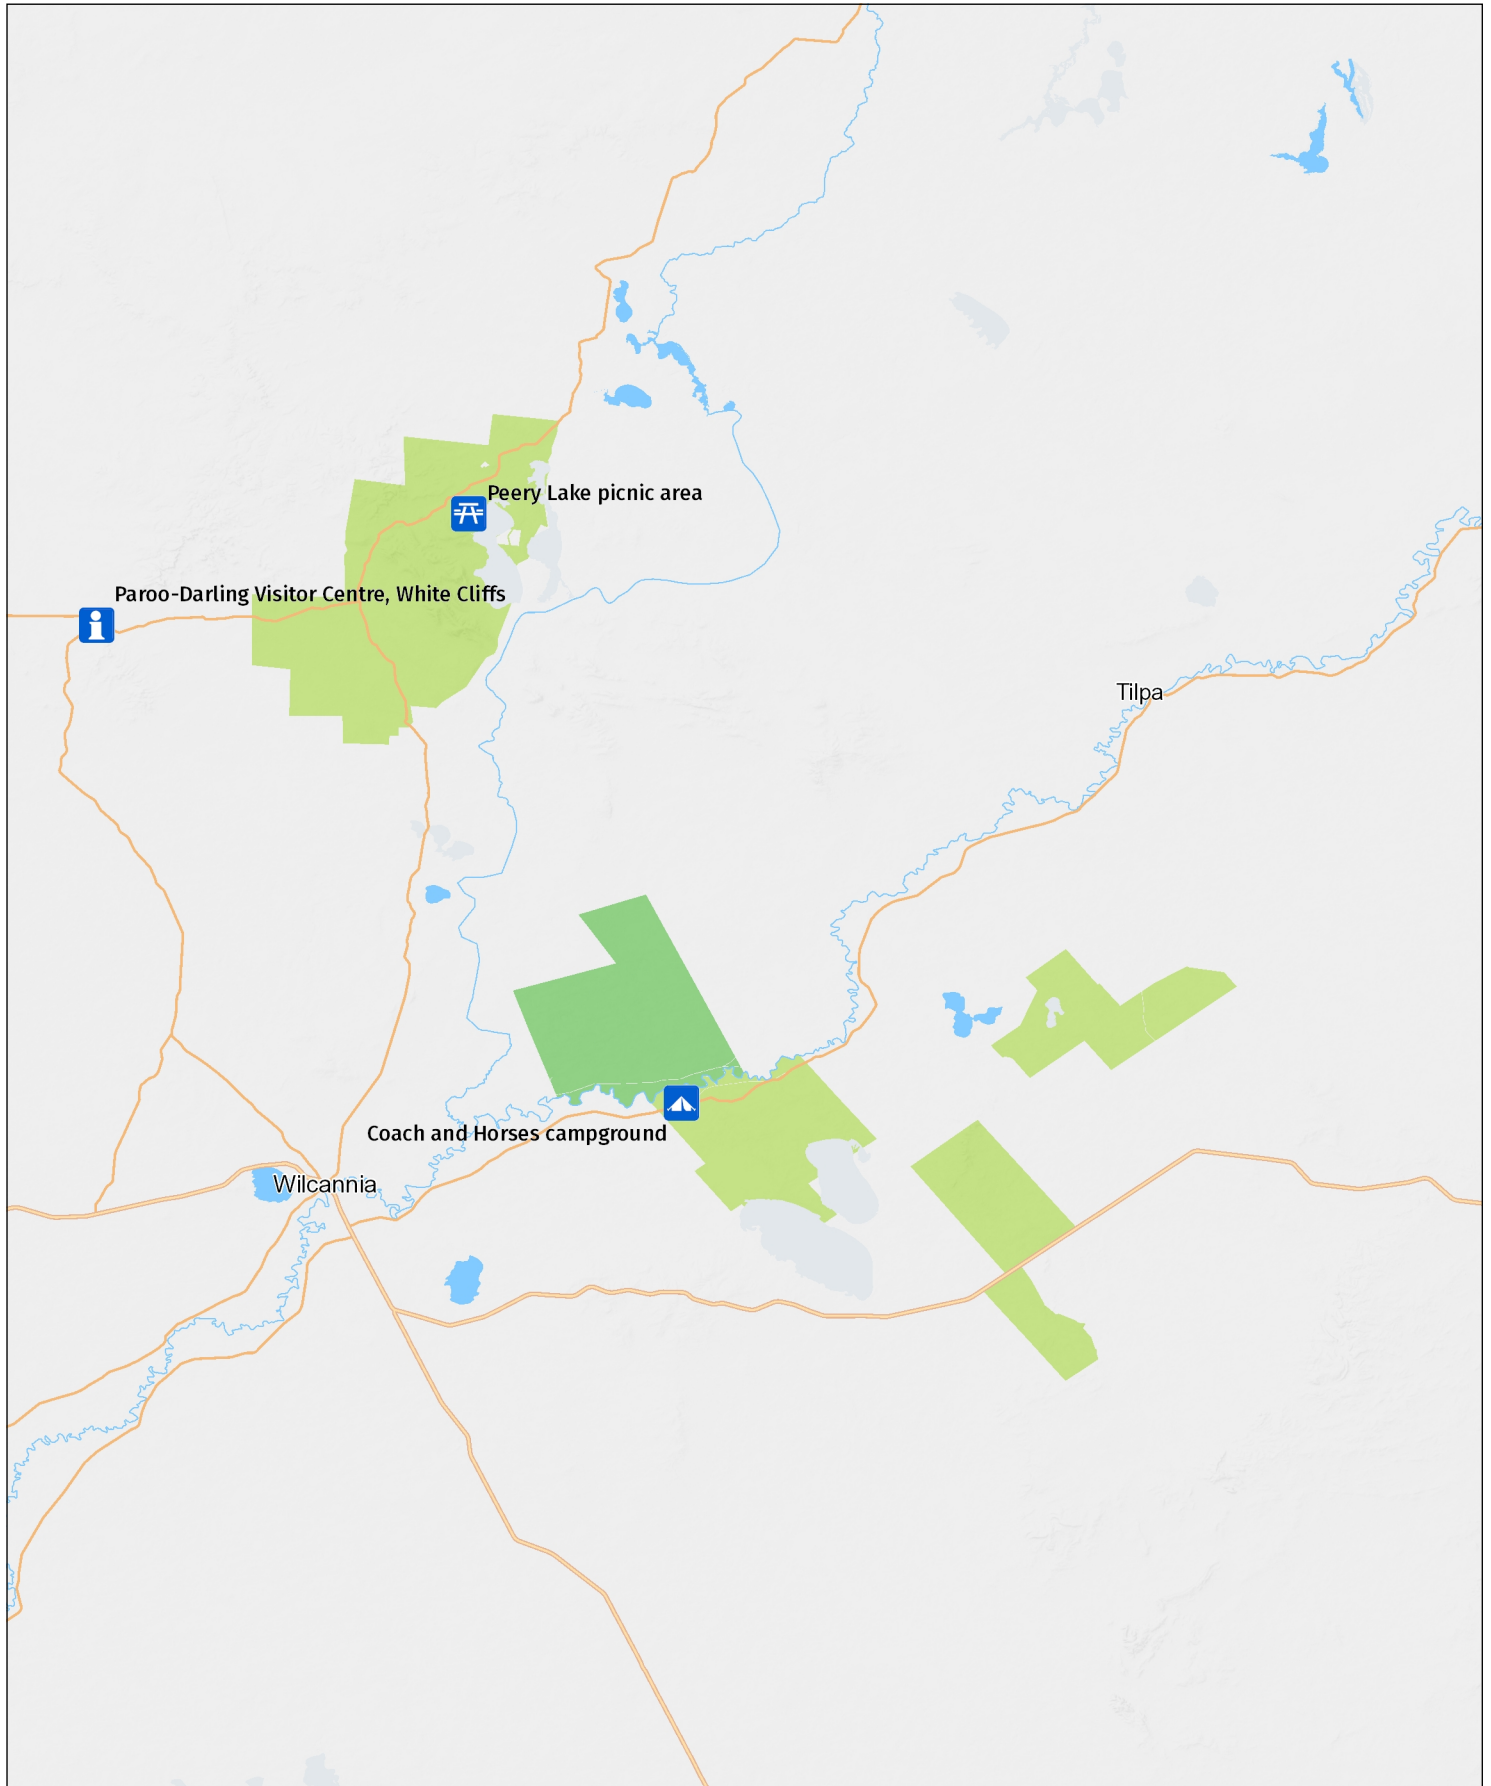 Peery Lake picnic area
Paroo-Darling Visitor Centre, White Cliffs
Tilpa
Coach and Horses campground
Wilcannia